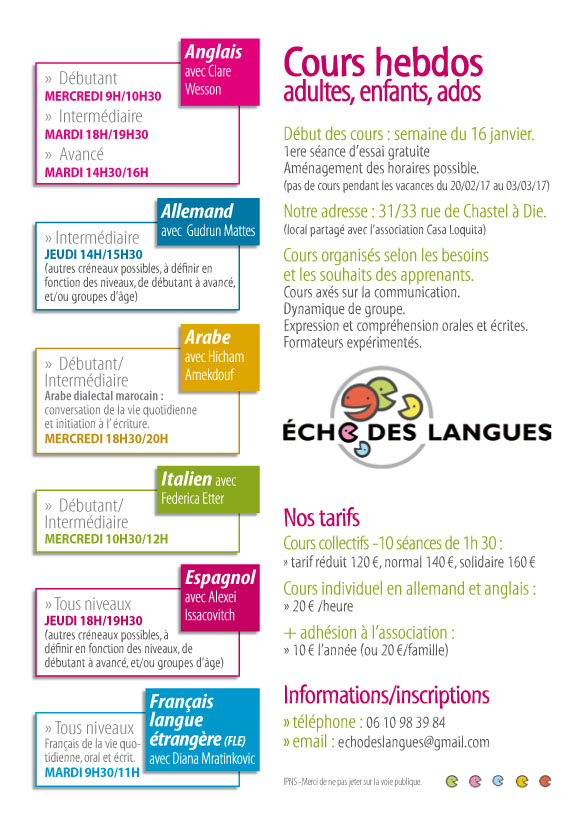 Anglais
avec Clare
Wesson
» Débutant
MERCREDI 9H/10H30
» Intermédiaire
MARDI 18H/19H30
» Avancé
MARDI 14H30/16H
Allemand
avec Gudrun Mattes
» Intermédiaire
JEUDI 14H/15H30
(autres créneaux possibles, à définir en
fonction des niveaux, de débutant à avancé,
et/ou groupes d'âge)
Arabe
avec Hicham
Amekdouf
» Débutant/
Intermédiaire
Arabe dialectal marocain :
conversation de la vie quotidienne
et initiation à l' écriture.
MERCREDI 18H30/20H
Italien avec
Federica Etter
» Débutant/
Intermédiaire
MERCREDI 10H30/12H
Espagnol
avec Alexei
Issacovitch
» Tous niveaux
JEUDI 18H/19H30
(autres créneaux possibles, à
définir en fonction des niveaux, de
débutant à avancé, et/ou groupes d'âge)
Français
langue
étrangère (FLE)
avec Diana Mratinkovic
» Tous niveaux
Français de la vie quo-
tidienne, oral et écrit.
MARDI 9H30/11H
Cours hebdos
adultes, enfants, ados
Début des cours : semaine du 16 janvier.
1ere séance d'essai gratuite
Aménagement des horaires possible.
(pas de cours pendant les vacances du 20/02/17 au 03/03/17)
Notre adresse : 31/33 rue de Chastel à Die.
(local partagé avec l'association Casa Loquita)
Cours organisés selon les besoins
et les souhaits des apprenants.
Cours axés sur la communication.
Dynamique de groupe.
Expression et compréhension orales et écrites.
Formateurs expérimentés.
ÉCHO DES LANGUES
Nos tarifs
Cours collectifs -10 séances de 1h 30 :
» tarif réduit 120 €, normal 140 €, solidaire 160 €
Cours individuel en allemand et anglais :
» 20 € /heure
+ adhésion à l'association :
» 10 € l'année (ou 20 €/famille)
Informations/inscriptions
» téléphone : 06 10 98 39 84
» email : echodeslangues@gmail.com
IPNS -Merci de ne pas jeter sur la voie publique.